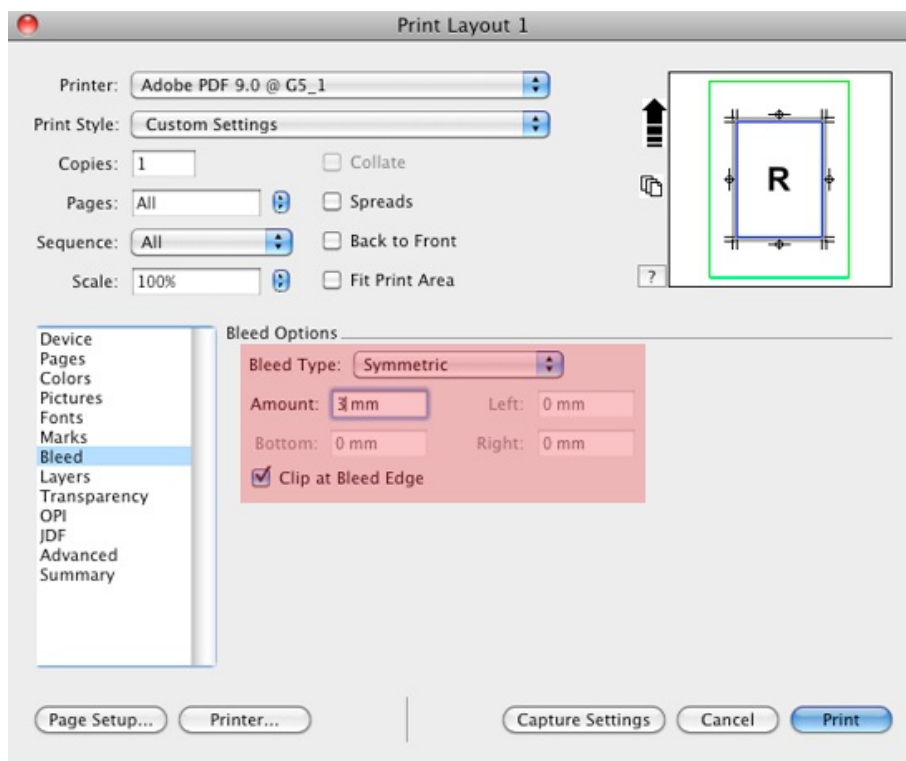 Print Layout 1
Printer: Adobe PDF 9.0 @ G5_1
Print Style: Custom Settings
Copies: 1 Collate
Pages: All Spreads
Sequence: All Back to Front
Scale: 100% Fit Print Area
R
?
Device
Pages
Colors
Pictures
Fonts
Marks
Bleed
Layers
Transparency
OPI
JDF
Advanced
Summary
Bleed Options
Bleed Type: Symmetric
Amount: 3 mm Left: 0 mm
Bottom: 0 mm Right: 0 mm
Clip at Bleed Edge
Page Setup... Printer... Capture Settings Cancel Print